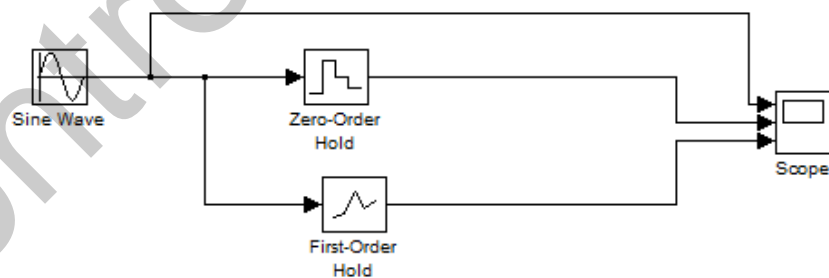 Sine Wave
Zero-Order
Hold
Scope
First-Order
Hold